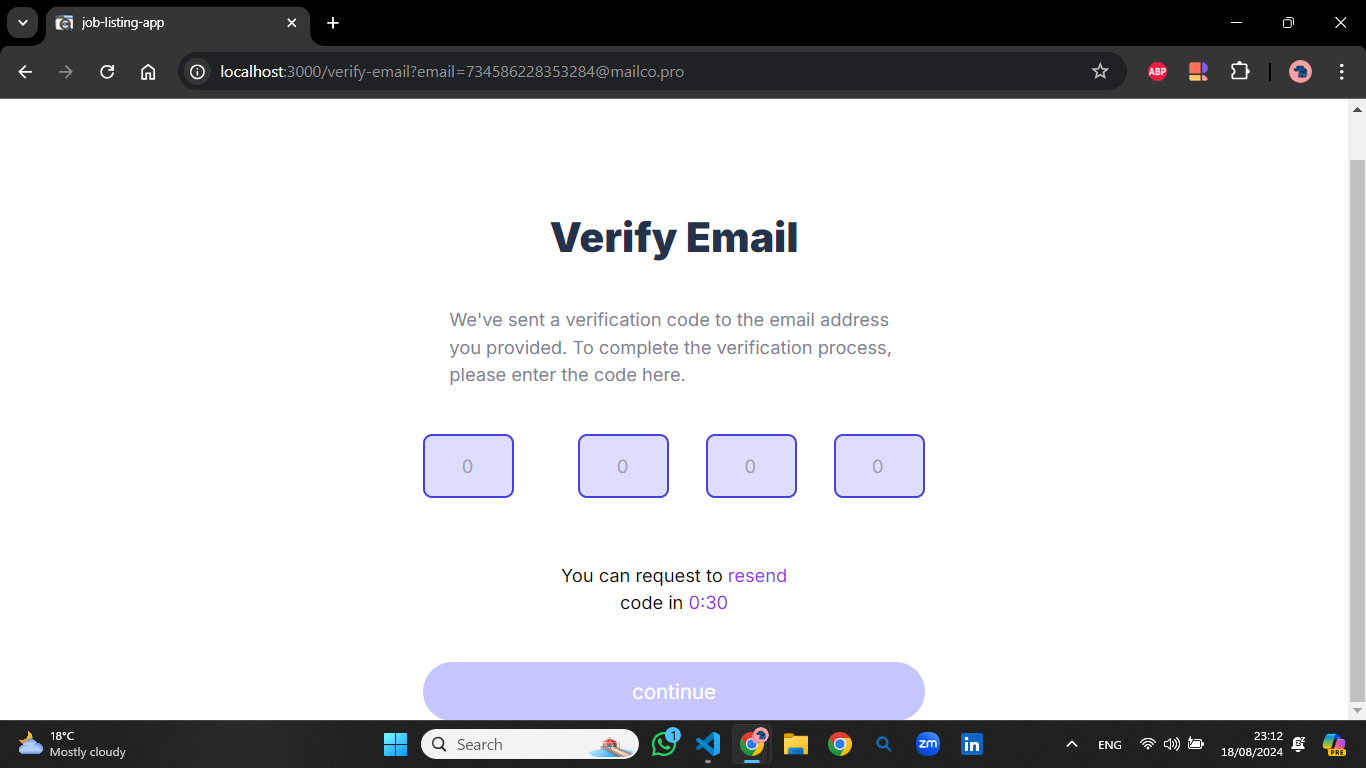 job-listing-app
localhost:3000/verify-email?email=734586228353284@mailco.pro
ABP
Verify Email
We've sent a verification code to the email address
you provided. To complete the verification process,
please enter the code here.
0 0 0 0
You can request to resend
code in 0:30
continue
18°C
Mostly cloudy
Search
1
zm
in
ENG
23:12
18/08/2024
PRE